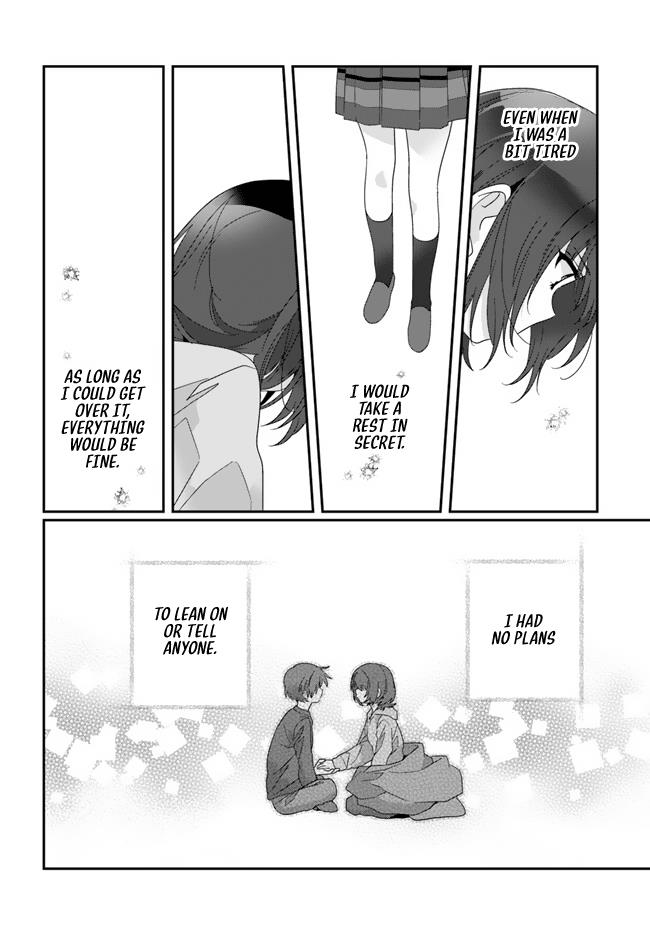 EVEN WHEN
I WAS A
BIT TIRED
I WOULD
TAKE A
REST IN
SECRET.
AS LONG AS
I COULD GET
OVER IT,
EVERYTHING
WOULD BE
FINE.
I HAD
NO PLANS
TO LEAN ON
OR TELL
ANYONE.